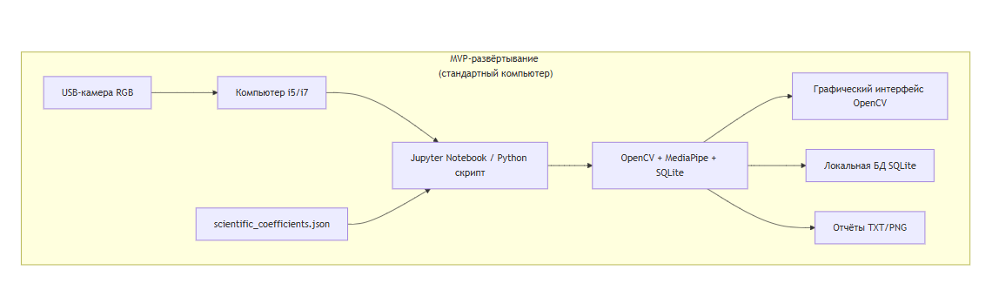 MVP-развёртывание
(стандартный компьютер)
USB-камера RGB
Компьютер i5/i7
scientific_coefficients.json
Jupyter Notebook / Python
скрипт
OpenCV + MediaPipe +
SQLite
Графический интерфейс
OpenCV
Локальная БД SQLite
Отчёты TXT/PNG